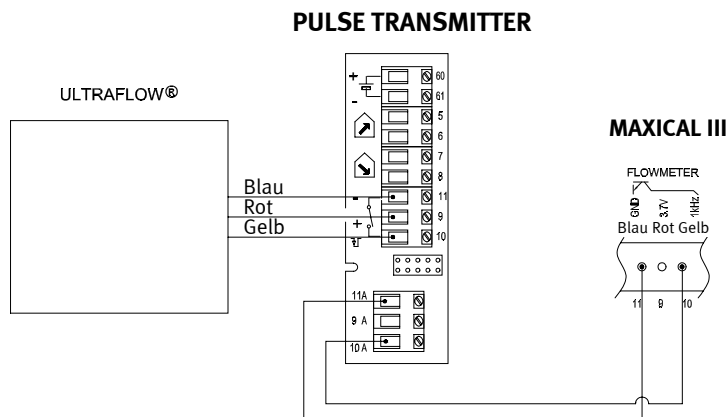 PULSE TRANSMITTER
ULTRAFLOW®
+
-
60
61
5
6
7
8
11
9
10
Blau
Rot
Gelb
-
+
11A
9 A
10A
MAXICAL III
FLOWMETER
GND 3.7V 1kHz
Blau Rot Gelb
11 9 10